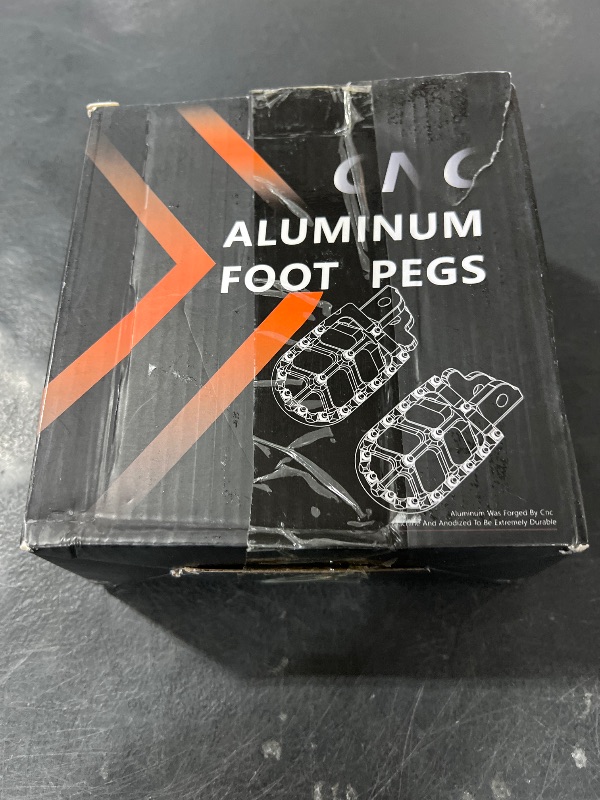 CNC
ALUMINUM
FOOT PEGS
Aluminum Was Forged By Cnc
And Anodized To Be Extremely Durable